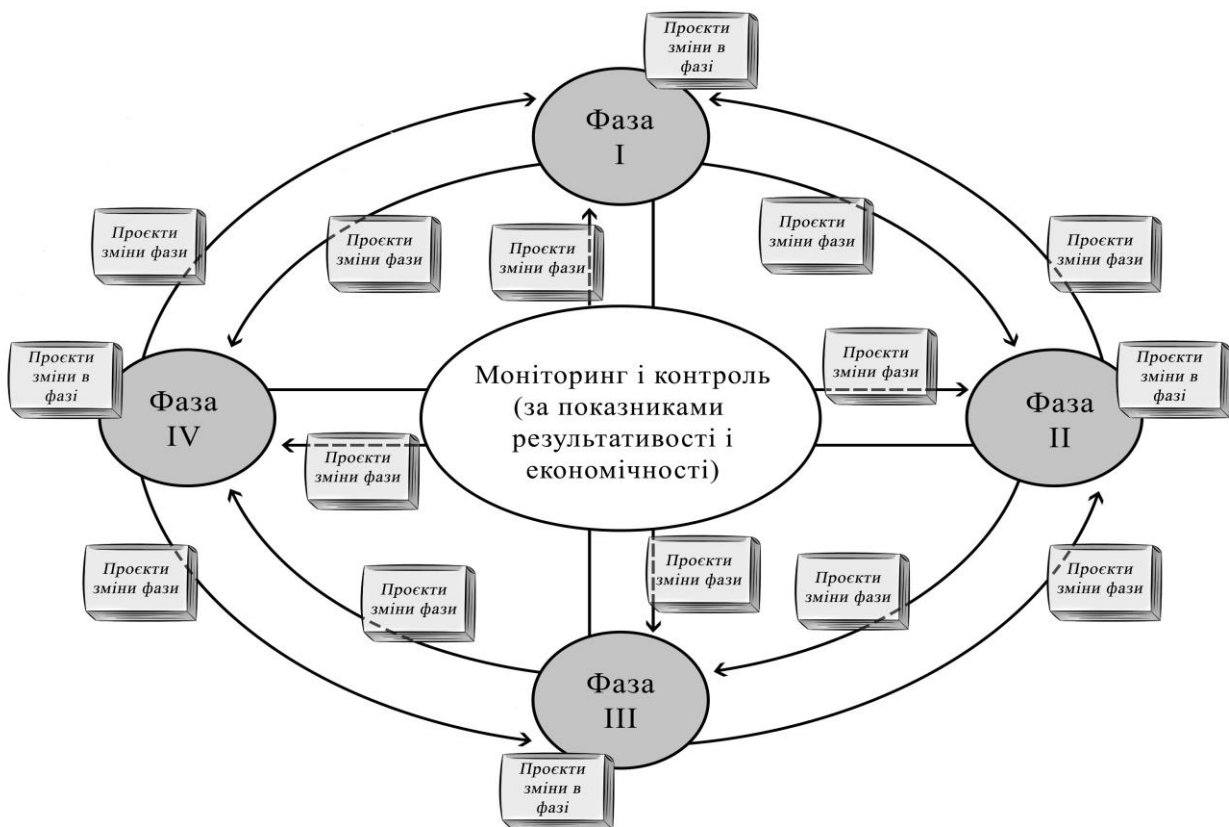 Проєкти
зміни в
фазі
Фаза
I
Проєкти
зміни фази
Проєкти
зміни фази
Проєкти
зміни фази
Проєкти
зміни фази
Проєкти
зміни фази
Проєкти
зміни в
фазі
Фаза
IV
Моніторинг і контроль
(за показниками
результативості і
економічності)
Проєкти
зміни фази
Фаза
II
Проєкти
зміни в
фазі
Проєкти
зміни фази
Проєкти
зміни фази
Проєкти
зміни фази
Проєкти
зміни фази
Проєкти
зміни фази
Проєкти
зміни фази
Фаза
III
Проєкти
зміни в
фазі